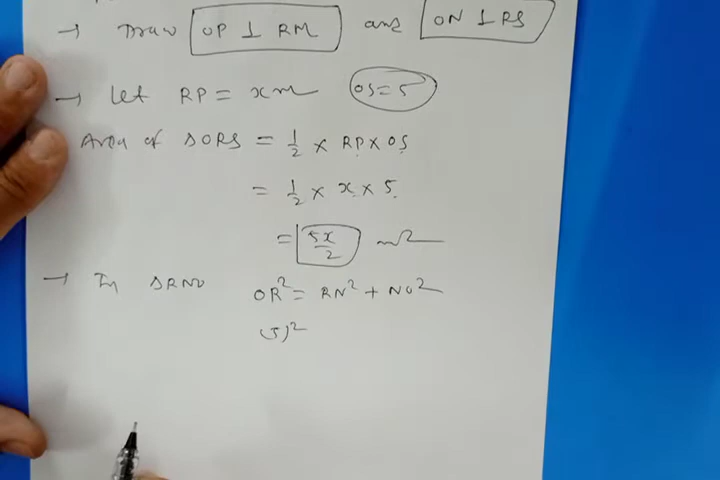 → Draw OP ⊥ RM and ON ⊥ RS
→ Let RP = x m OS = 5
Area of ΔORS = 1/2 × RP × OS
= 1/2 × x × 5
= 5x/2 m²
→ In ΔRNO OR² = RN² + NO²
(5)²